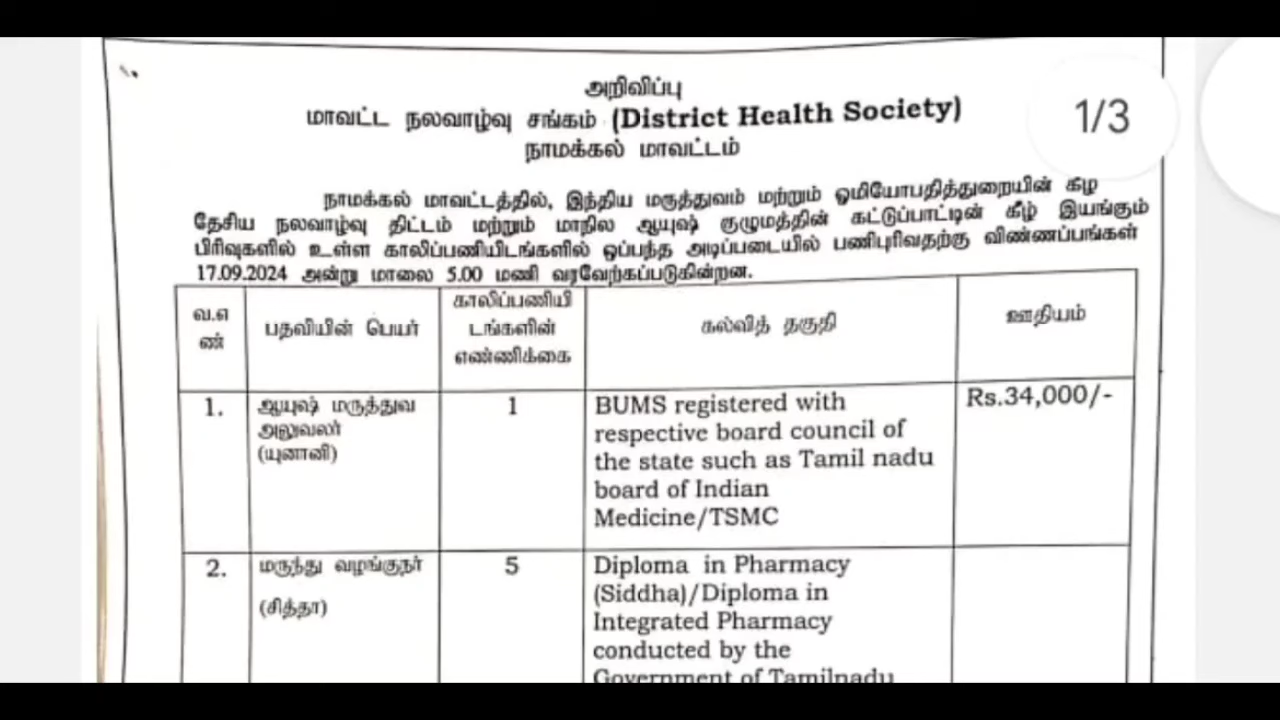 அறிவிப்பு
மாவட்ட நலவாழ்வு சங்கம் (District Health Society)
நாமக்கல் மாவட்டம்
1/3
நாமக்கல் மாவட்டத்தில், இந்திய மருத்துவம் மற்றும் ஓமியோபதித்துறையின் கீழ்
தேசிய நலவாழ்வு திட்டம் மற்றும் மாநில ஆயுஷ் குழுமத்தின் கட்டுப்பாட்டின் கீழ் இயங்கும்
பிரிவுகளில் உள்ள காலிப்பணியிடங்களில் ஒப்பந்த அடிப்படையில் பணிபுரிவதற்கு விண்ணப்பங்கள்
17.09.2024 அன்று மாலை 5.00 மணி வரவேற்கப்படுகின்றன.
வ.எ
ண்
பதவியின் பெயர்
காலிப்பணியி
டங்களின்
எண்ணிக்கை
கல்வித் தகுதி
ஊதியம்
1.
ஆயுஷ் மருத்துவ
அலுவலர்
(யுனானி)
1
BUMS registered with
respective board council of
the state such as Tamil nadu
board of Indian
Medicine/TSMC
Rs.34,000/-
2.
மருந்து வழங்குநர்
(சித்தா)
5
Diploma in Pharmacy
(Siddha)/Diploma in
Integrated Pharmacy
conducted by the
Government of Tamilnadu